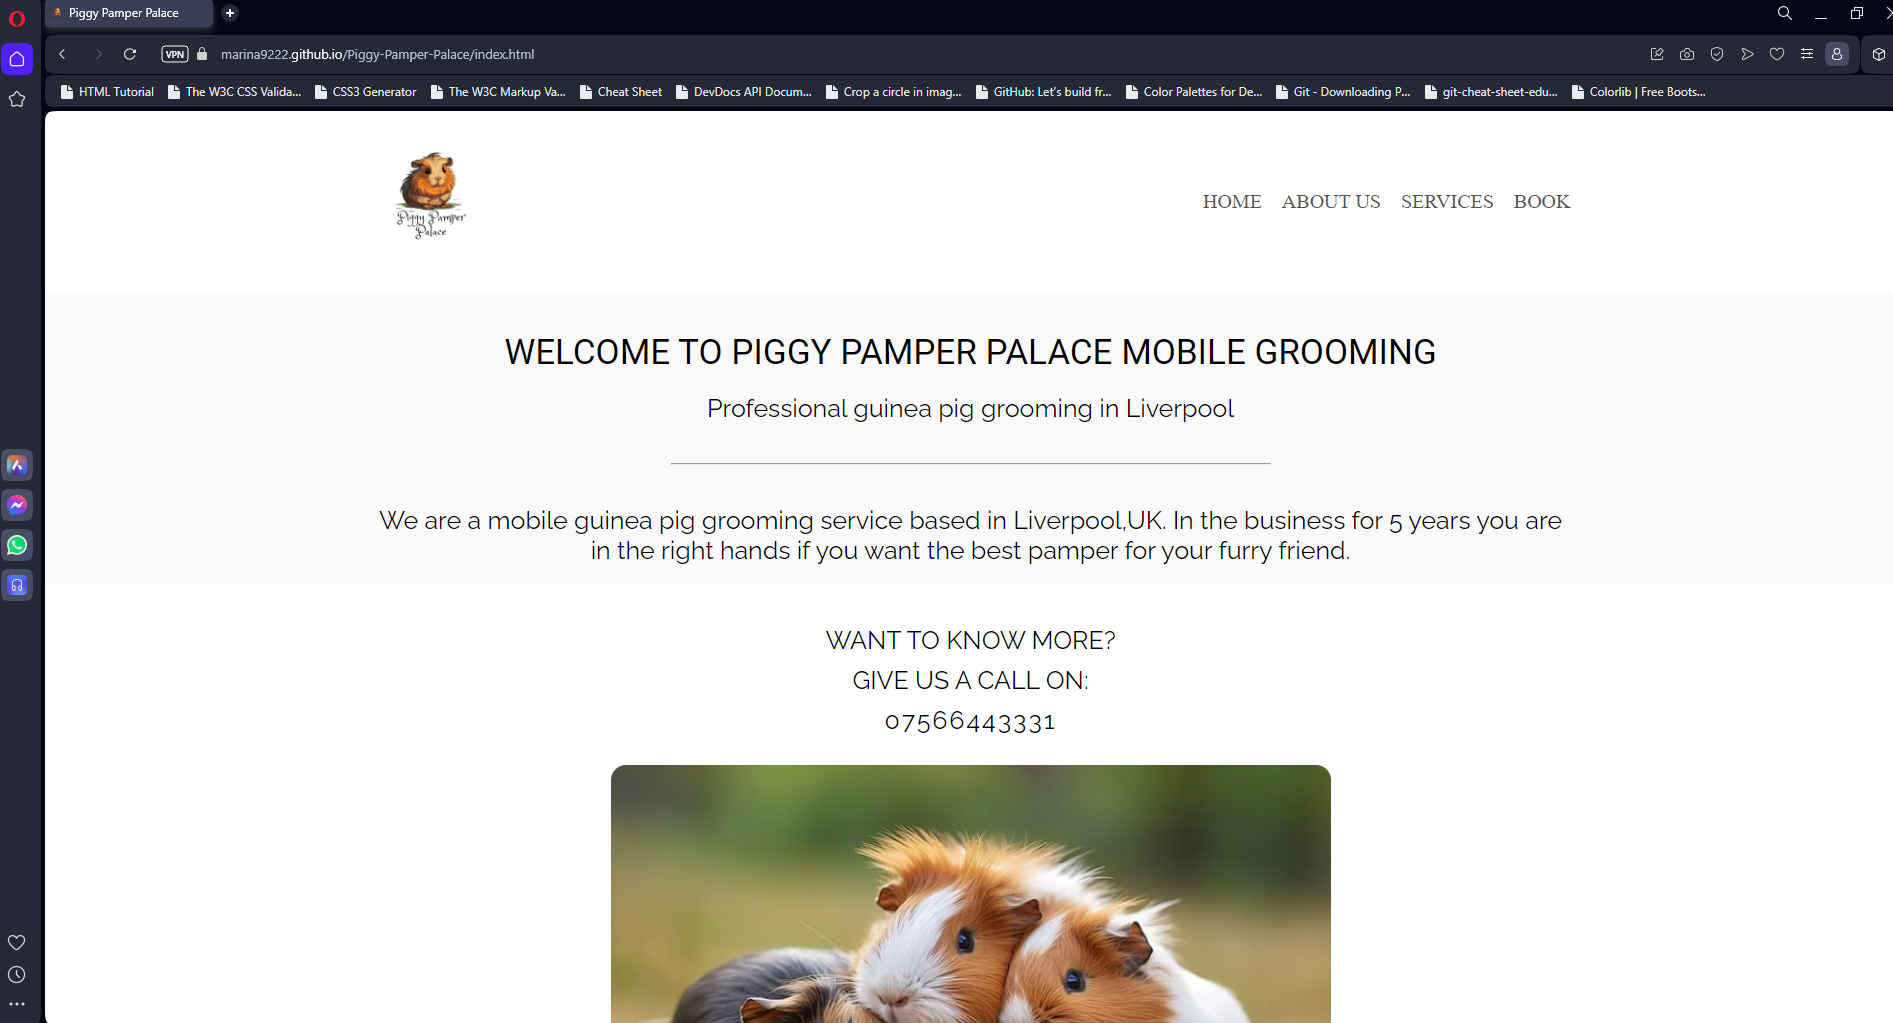 Piggy Pamper Palace
VPN
marina9222.github.io/Piggy-Pamper-Palace/index.html
HTML Tutorial
The W3C CSS Valida...
CSS3 Generator
The W3C Markup Va...
Cheat Sheet
DevDocs API Docum...
Crop a circle in imag...
GitHub: Let's build fr...
Color Palettes for De...
Git - Downloading P...
git-cheat-sheet-edu...
Colorlib | Free Boots...
Piggy Pamper
Palace
HOME ABOUT US SERVICES BOOK
WELCOME TO PIGGY PAMPER PALACE MOBILE GROOMING
Professional guinea pig grooming in Liverpool
We are a mobile guinea pig grooming service based in Liverpool,UK. In the business for 5 years you are
in the right hands if you want the best pamper for your furry friend.
WANT TO KNOW MORE?
GIVE US A CALL ON:
07566443331